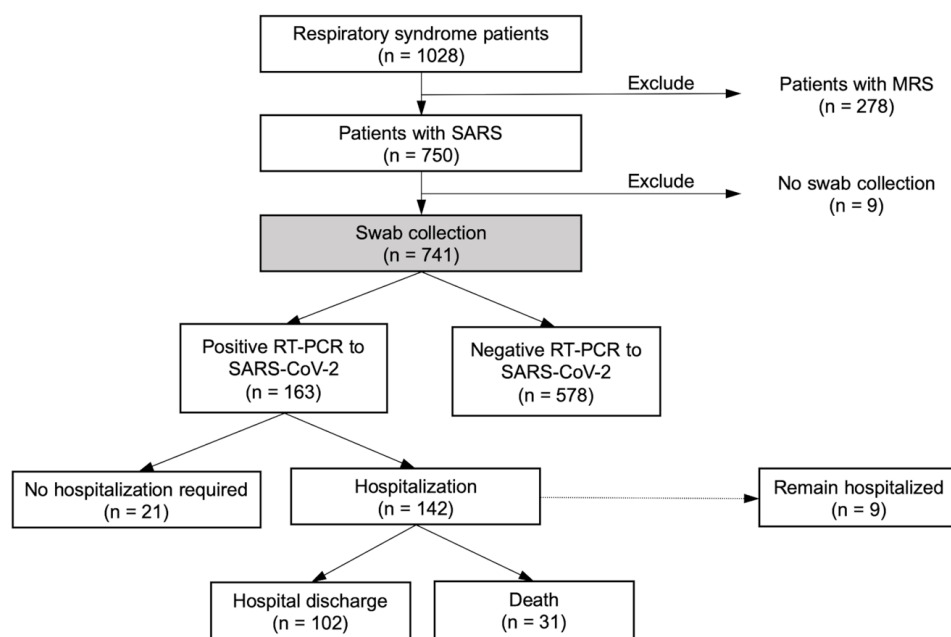 Respiratory syndrome patients
(n = 1028)
Exclude
Patients with MRS
(n = 278)
Patients with SARS
(n = 750)
Exclude
No swab collection
(n = 9)
Swab collection
(n = 741)
Positive RT-PCR to
SARS-CoV-2
(n = 163)
Negative RT-PCR to
SARS-CoV-2
(n = 578)
No hospitalization required
(n = 21)
Hospitalization
(n = 142)
Remain hospitalized
(n = 9)
Hospital discharge
(n = 102)
Death
(n = 31)